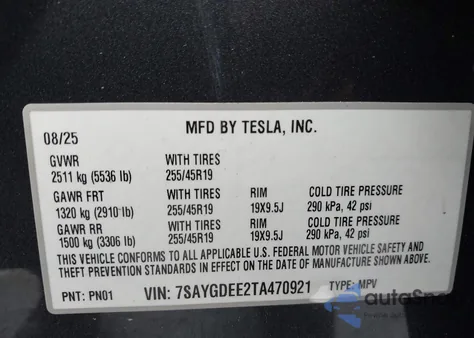 MFD BY TESLA, INC.
08/25
GVWR WITH TIRES
2511 kg (5536 lb) 255/45R19
GAWR FRT WITH TIRES RIM COLD TIRE PRESSURE
1320 kg (2910 lb) 255/45R19 19X9.5J 290 kPa, 42 psi
GAWR RR WITH TIRES RIM COLD TIRE PRESSURE
1500 kg (3306 lb) 255/45R19 19X9.5J 290 kPa, 42 psi
THIS VEHICLE CONFORMS TO ALL APPLICABLE U.S. FEDERAL MOTOR VEHICLE SAFETY AND
THEFT PREVENTION STANDARDS IN EFFECT ON THE DATE OF MANUFACTURE SHOWN ABOVE.
PNT: PN01 VIN: 7SAYGDEE2TA470921 TYPE: MPV